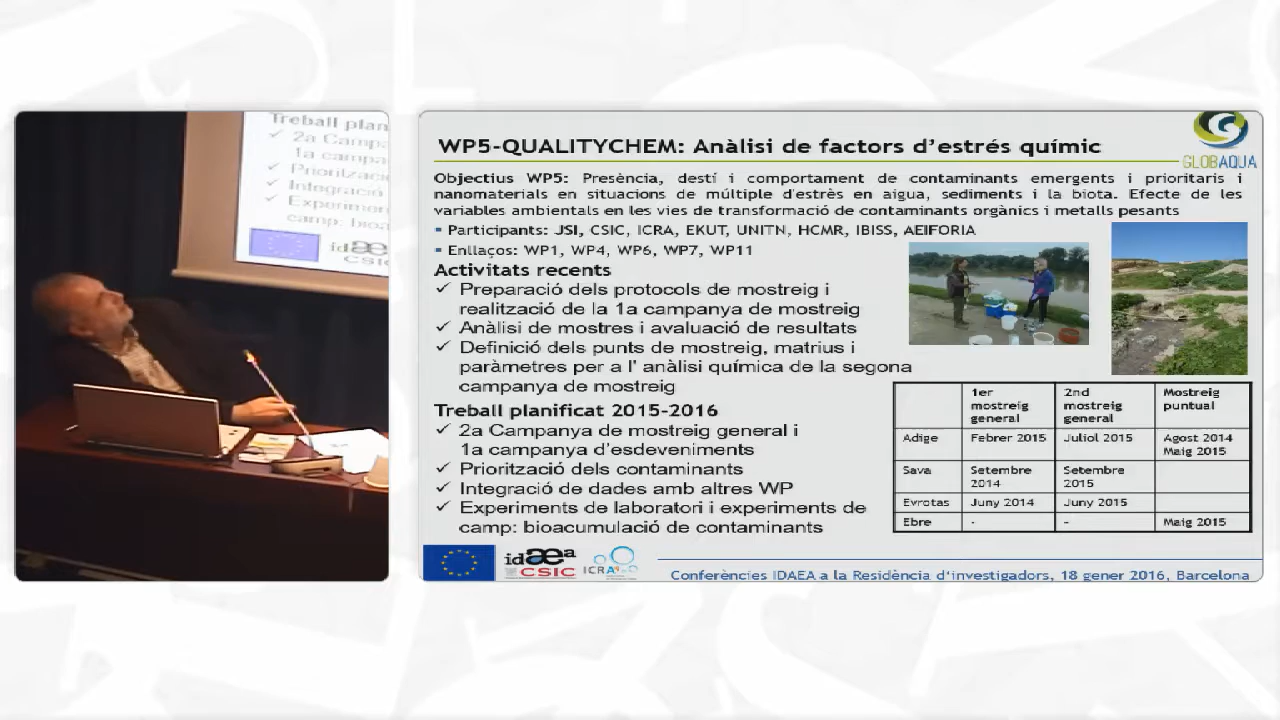 Treball plan
2a Camp
1a campa
Prioritzaci
Integració
Experimen
camp: bio
idæa
CSIC
WP5-QUALITYCHEM: Anàlisi de factors d'estrés químic
GLOBAQUA
Objectius WP5: Presència, destí i comportament de contaminants emergents i prioritaris i
nanomaterials en situacions de múltiple d'estrès en aigua, sediments i la biota. Efecte de les
variables ambientals en les vies de transformació de contaminants orgànics i metalls pesants
▪ Participants: JSI, CSIC, ICRA, EKUT, UNITN, HCMR, IBISS, AEIFORIA
▪ Enllaços: WP1, WP4, WP6, WP7, WP11
Activitats recents
✓ Preparació dels protocols de mostreig i
realització de la 1a campanya de mostreig
✓ Anàlisi de mostres i avaluació de resultats
✓ Definició dels punts de mostreig, matrius i
paràmetres per a l' anàlisi química de la segona
campanya de mostreig
Treball planificat 2015-2016
✓ 2a Campanya de mostreig general i
1a campanya d'esdeveniments
✓ Priorització dels contaminants
✓ Integració de dades amb altres WP
✓ Experiments de laboratori i experiments de
camp: bioacumulació de contaminants
1er mostreig general 2nd mostreig general Mostreig puntual
Adige Febrer 2015 Juliol 2015 Agost 2014 Maig 2015
Sava Setembre 2014 Setembre 2015
Evrotas Juny 2014 Juny 2015
Ebre - - Maig 2015
idæa
CSIC
ICRA
Conferències IDAEA a la Residència d'investigadors, 18 gener 2016, Barcelona